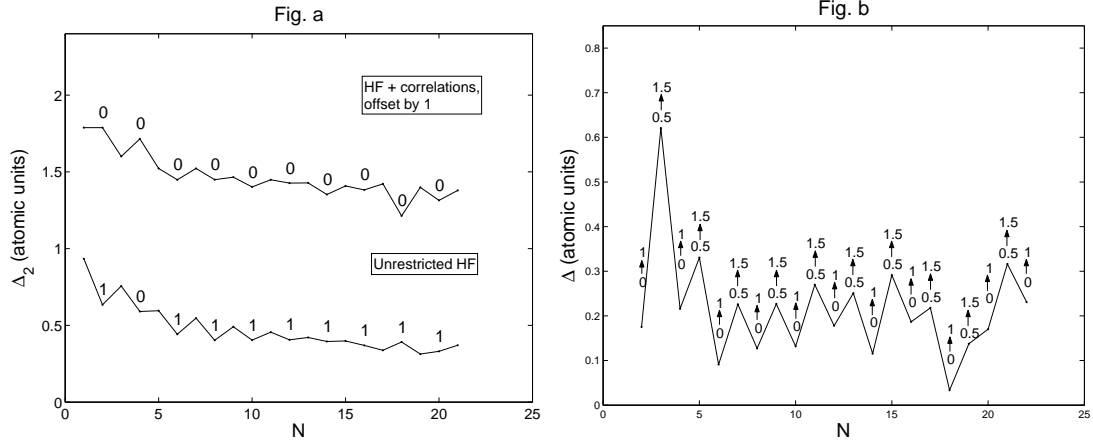 Fig. a
2
1.5
1
0.5
0
Δ2 (atomic units)
0 0 0 0 0 0 0 0 0 0
HF + correlations,
offset by 1
Unrestricted HF
1 0 1 1 1 1 1 1 1 1
0 5 10 15 20 25
N
Fig. b
0.8
0.7
0.6
0.5
0.4
0.3
0.2
0.1
0
Δ (atomic units)
1 1.5 1 1.5 1 1.5 1 1.5 1 1.5 1 1.5 1 1.5 1 1.5 1 1.5 1 1.5 1
0 0.5 0 0.5 0 0.5 0 0.5 0 0.5 0 0.5 0 0.5 0 0.5 0 0.5 0 0.5 0
0 5 10 15 20 25
N